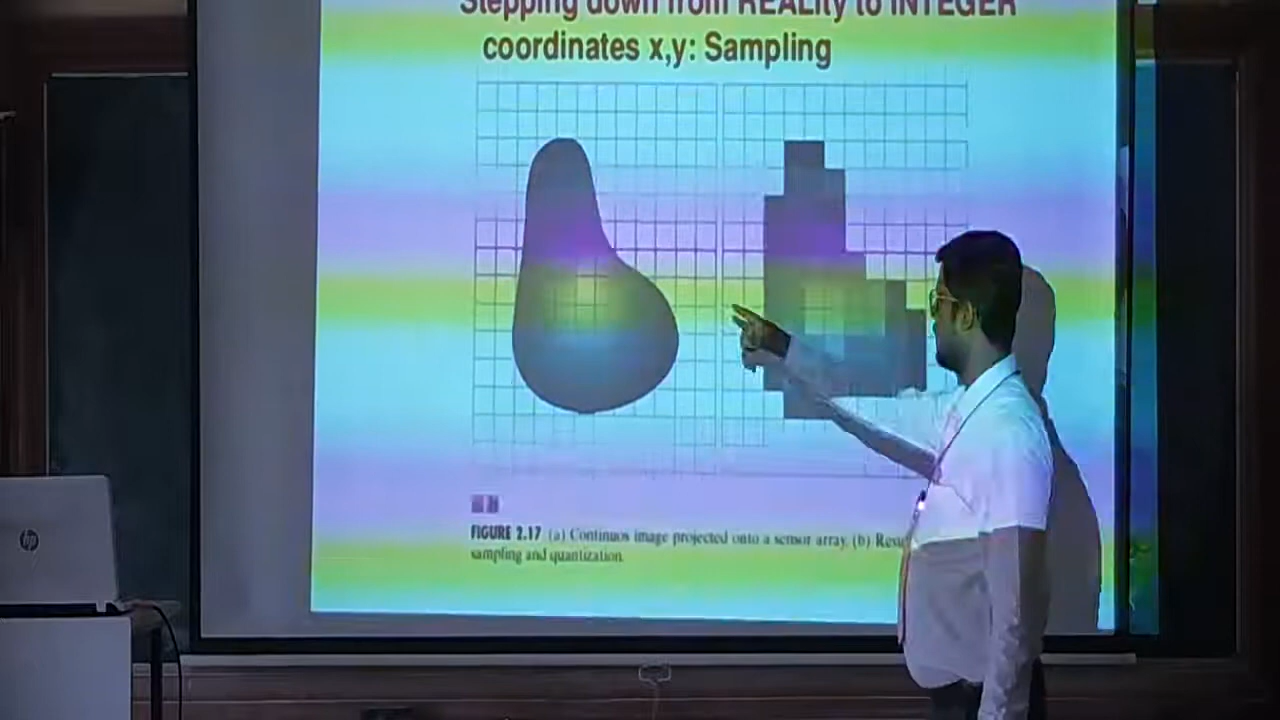 Stepping down from REALity to INTEGER
coordinates x,y: Sampling
FIGURE 2.17 (a) Continuos image projected onto a sensor array. (b)
sampling and quantization.
hp